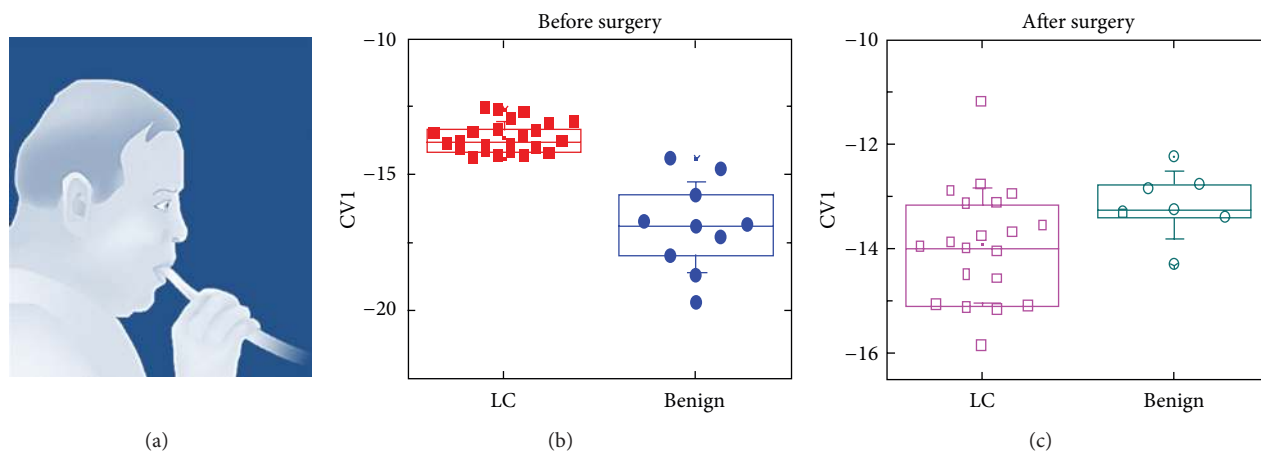 Before surgery
After surgery
−10
−15
−20
CV1
LC
Benign
−10
−12
−14
−16
CV1
LC
Benign
(a)
(b)
(c)